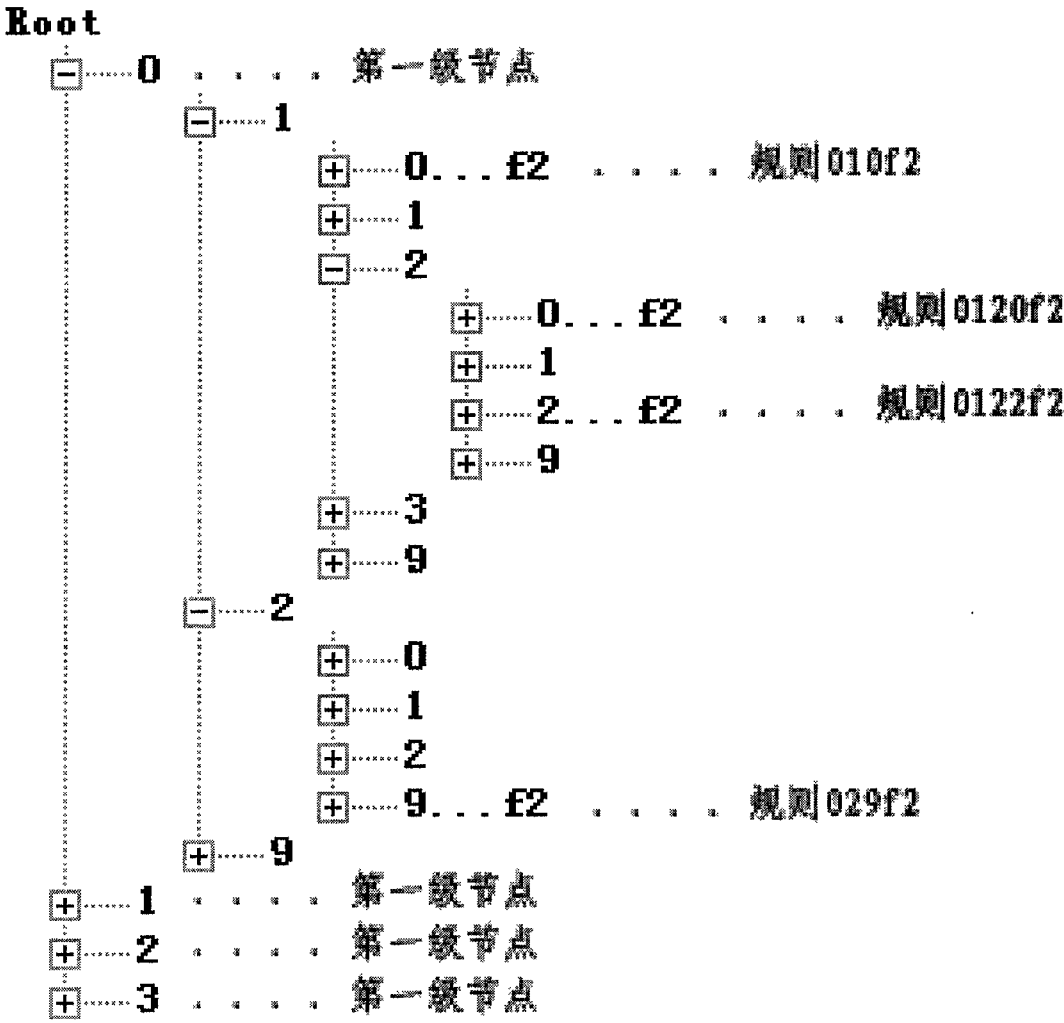 Root
0 . . . . 第一级节点
1
0...f2 . . . . 规则010f2
1
2
0...f2 . . . . 规则0120f2
1
2...f2 . . . . 规则0122f2
9
3
9
2
0
1
2
9...f2 . . . . 规则029f2
9
1 . . . . 第一级节点
2 . . . . 第一级节点
3 . . . . 第一级节点